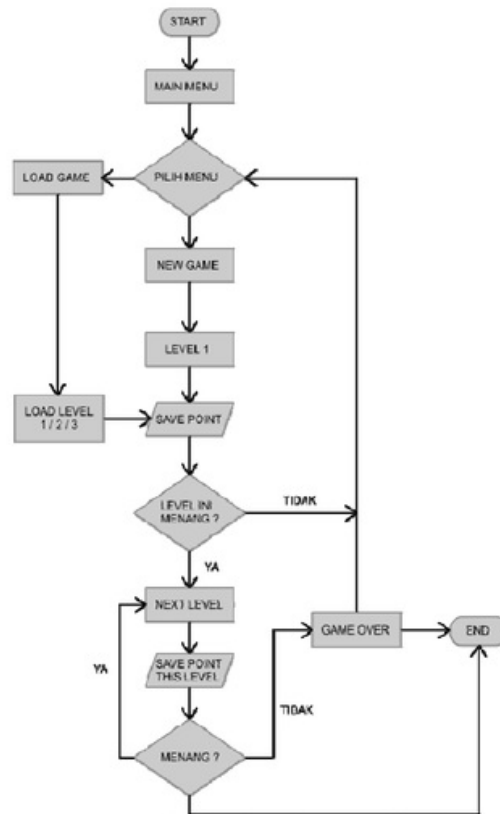 START
MAIN MENU
PILIH MENU
LOAD GAME
NEW GAME
LEVEL 1
LOAD LEVEL
1 / 2 / 3
SAVE POINT
LEVEL INI
MENANG ?
TIDAK
YA
NEXT LEVEL
GAME OVER
END
SAVE POINT
THIS LEVEL
YA
TIDAK
MENANG ?